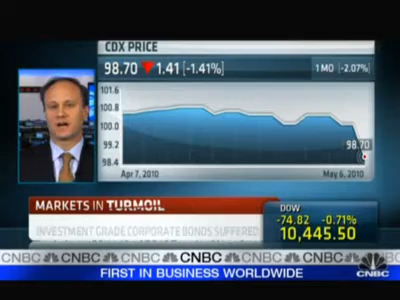 CDX PRICE
98.70 ▼1.41 [-1.41%] 1 MO [-2.07%]
101.6
100.8
100.0
99.2
98.4
98.70
Apr 7, 2010 May 6, 2010
MARKETS IN TURMOIL
INVESTMENT GRADE CORPORATE BONDS SUFFERED
DOW
-74.82 -0.71%
10,445.50
CNBC CNBC CNBC CNBC CNBC CNBC CNBC
FIRST IN BUSINESS WORLDWIDE
CNBC